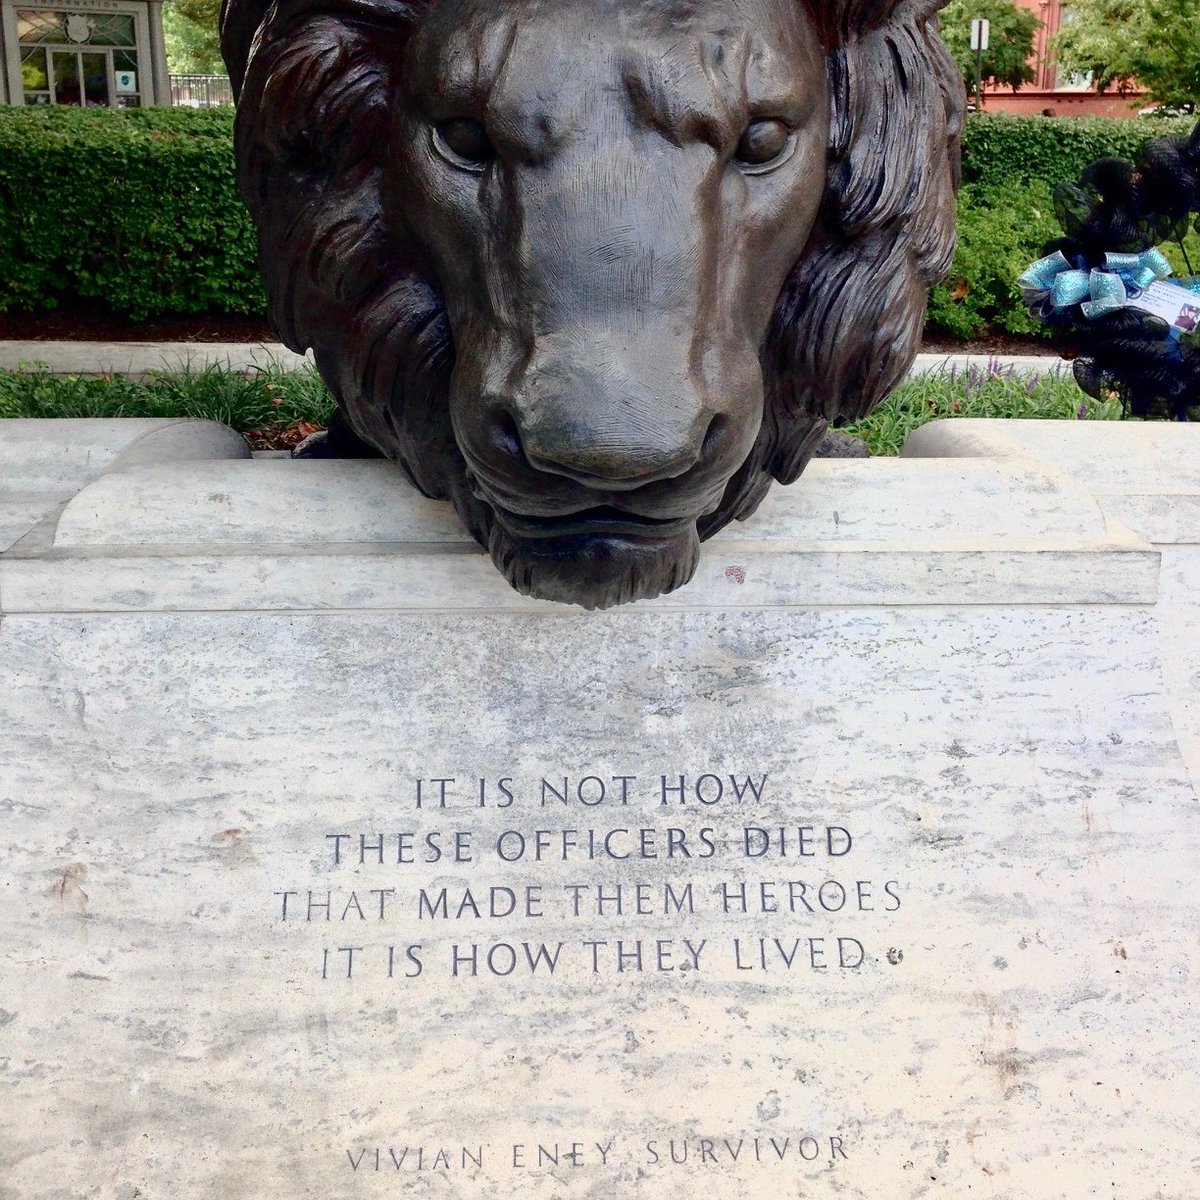 INFORMATION
IT IS NOT HOW
THESE OFFICERS DIED
THAT MADE THEM HEROES
IT IS HOW THEY LIVED
VIVIAN ENEY SURVIVOR